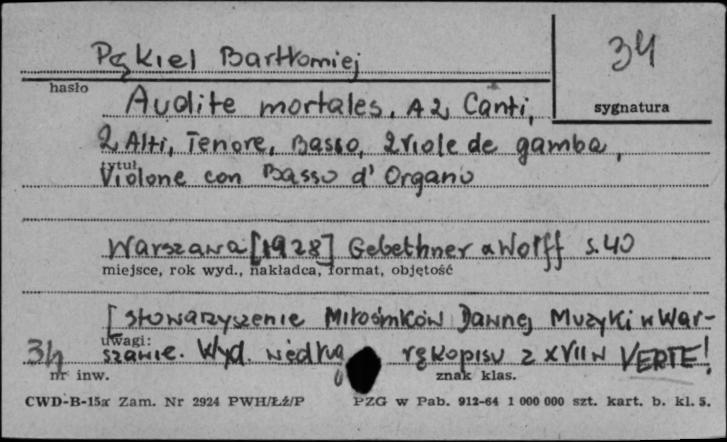 Pękiel Bartłomiej
34
hasło
sygnatura
Audite mortales, A 2 Canti,
2 Alti, Tenore, Basso, 2 viole de gamba,
tytuł
Violone con Basso d'Organo
Warszawa [1928] Gebethner a Wolff s. 40
miejsce, rok wyd., nakładca, format, objętość
[Stowarzyszenie Miłośników Dawnej Muzyki w War-
uwagi:
szawie. Wyd. według rękopisu z XVII w VERTE!
34
nr inw.
znak klas.
CWD-B-15a Zam. Nr 2924 PWH/Łź/P
PZG w Pab. 912-64 1 000 000 szt. kart. b. kl. 5.